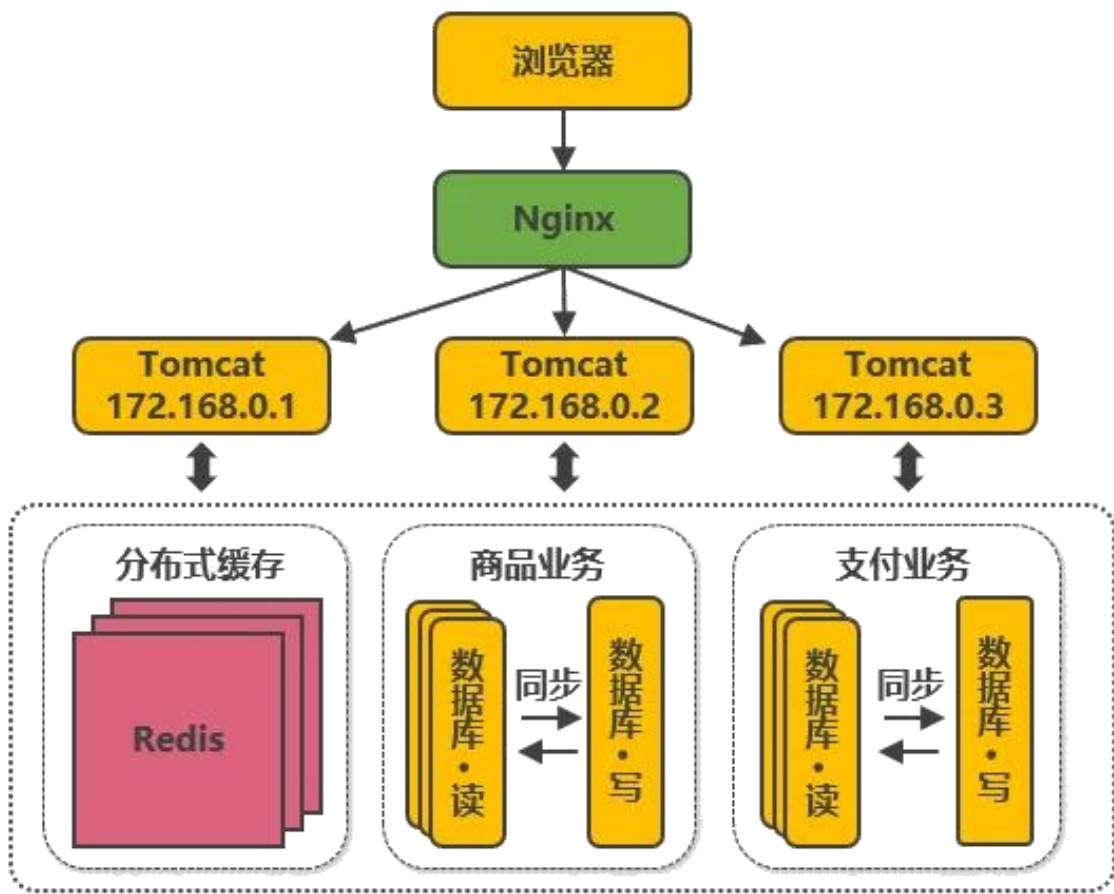 浏览器
Nginx
Tomcat
172.168.0.1
Tomcat
172.168.0.2
Tomcat
172.168.0.3
分布式缓存
Redis
商品业务
数据库·读
同步
数据库·写
支付业务
数据库·读
同步
数据库·写